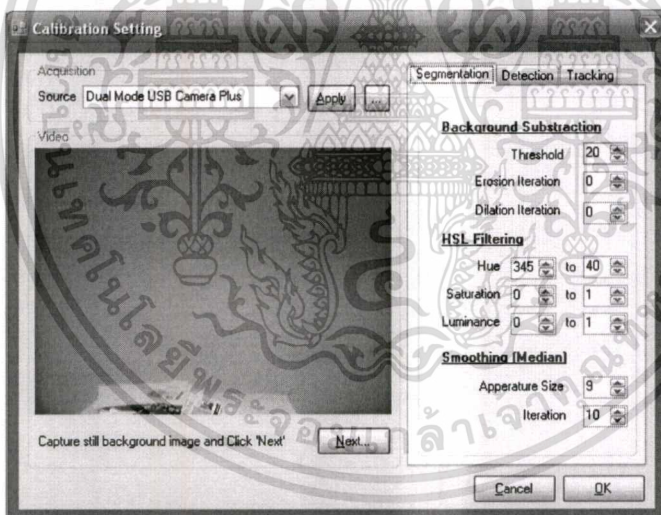 Calibration Setting
Acquisition
Source Dual Mode USB Camera Plus Apply ...
Video
Capture still background image and Click 'Next' Next...
Segmentation Detection Tracking
Background Substraction
Threshold 20
Erosion Iteration 0
Dilation Iteration 0
HSL Filtering
Hue 345 to 40
Saturation 0 to 1
Luminance 0 to 1
Smoothing (Median)
Apperature Size 9
Iteration 10
Cancel OK